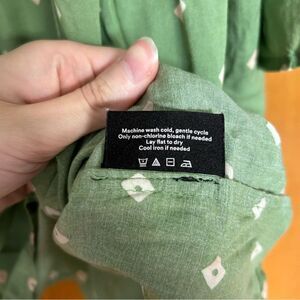 Machine wash cold, gentle cycle
Only non-chlorine bleach if needed
Lay flat to dry
Cool iron if needed